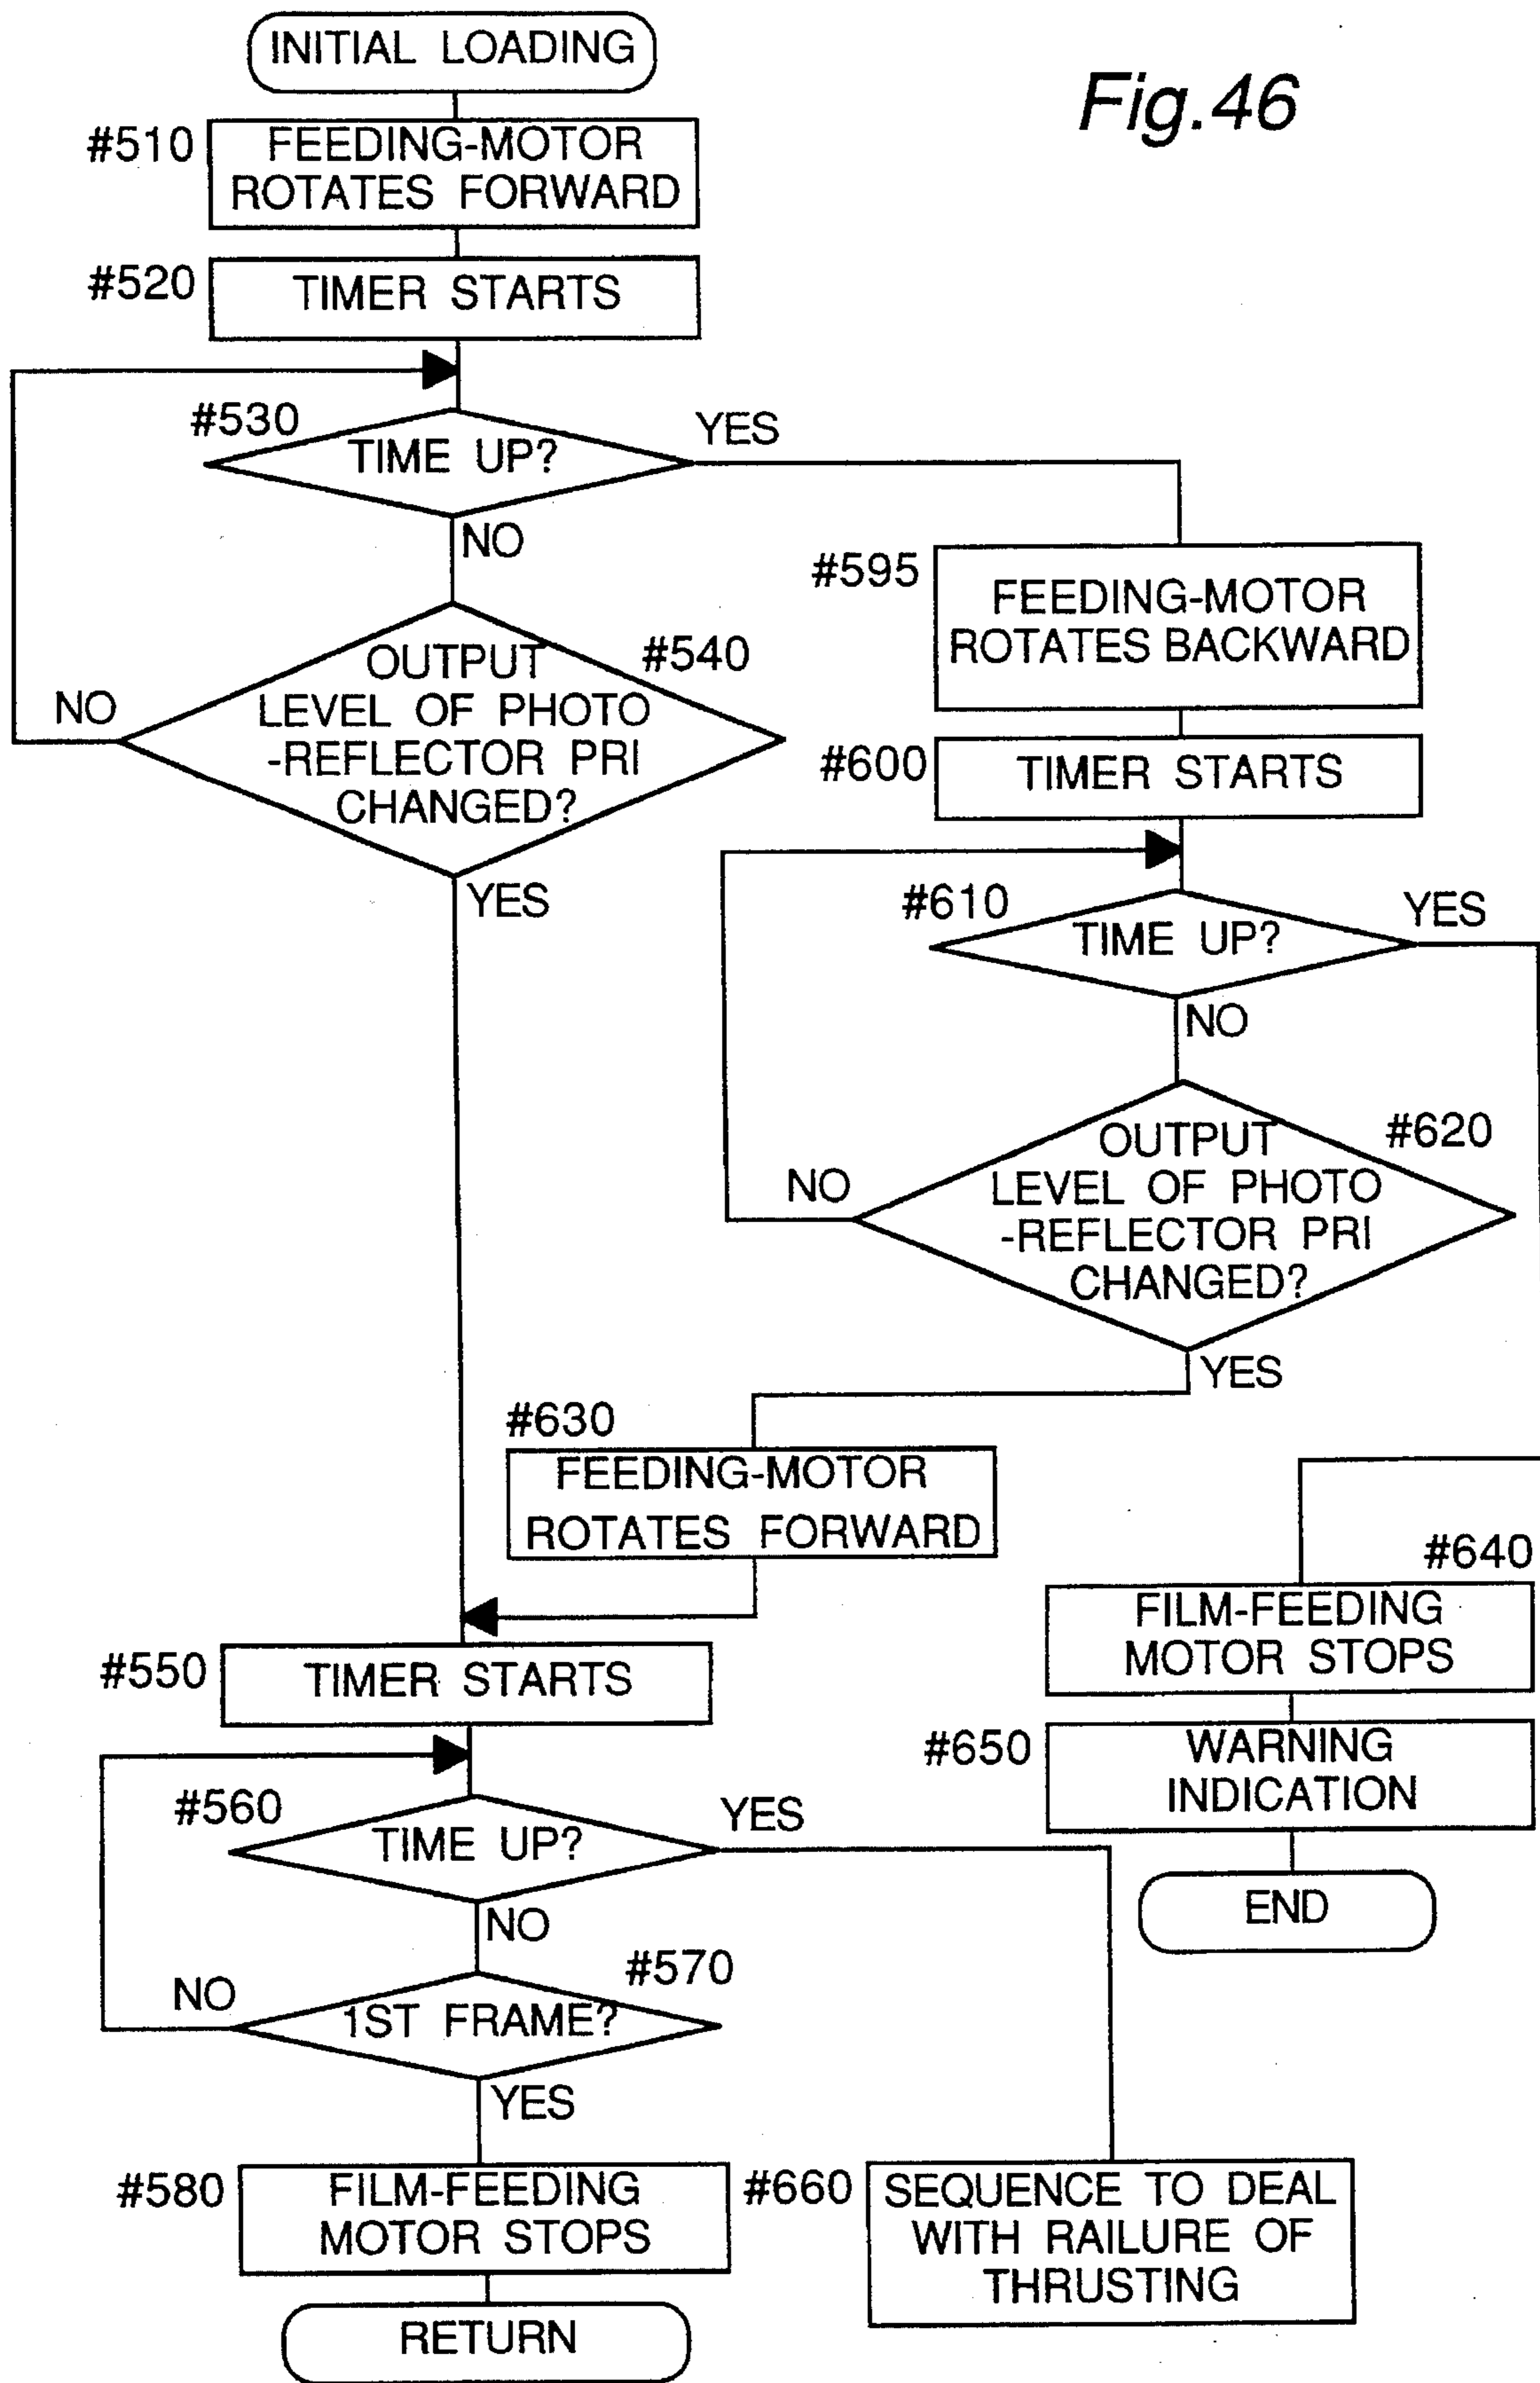 Fig.46
INITIAL LOADING
#510
FEEDING-MOTOR
ROTATES FORWARD
#520
TIMER STARTS
#530
TIME UP?
YES
NO
#540
OUTPUT
LEVEL OF PHOTO
-REFLECTOR PRI
CHANGED?
NO
YES
#595
FEEDING-MOTOR
ROTATES BACKWARD
#600
TIMER STARTS
#610
TIME UP?
YES
NO
#620
OUTPUT
LEVEL OF PHOTO
-REFLECTOR PRI
CHANGED?
NO
YES
#630
FEEDING-MOTOR
ROTATES FORWARD
#640
FILM-FEEDING
MOTOR STOPS
#650
WARNING
INDICATION
END
#550
TIMER STARTS
#560
TIME UP?
YES
NO
#570
1ST FRAME?
NO
YES
#580
FILM-FEEDING
MOTOR STOPS
RETURN
#660
SEQUENCE TO DEAL
WITH RAILURE OF
THRUSTING